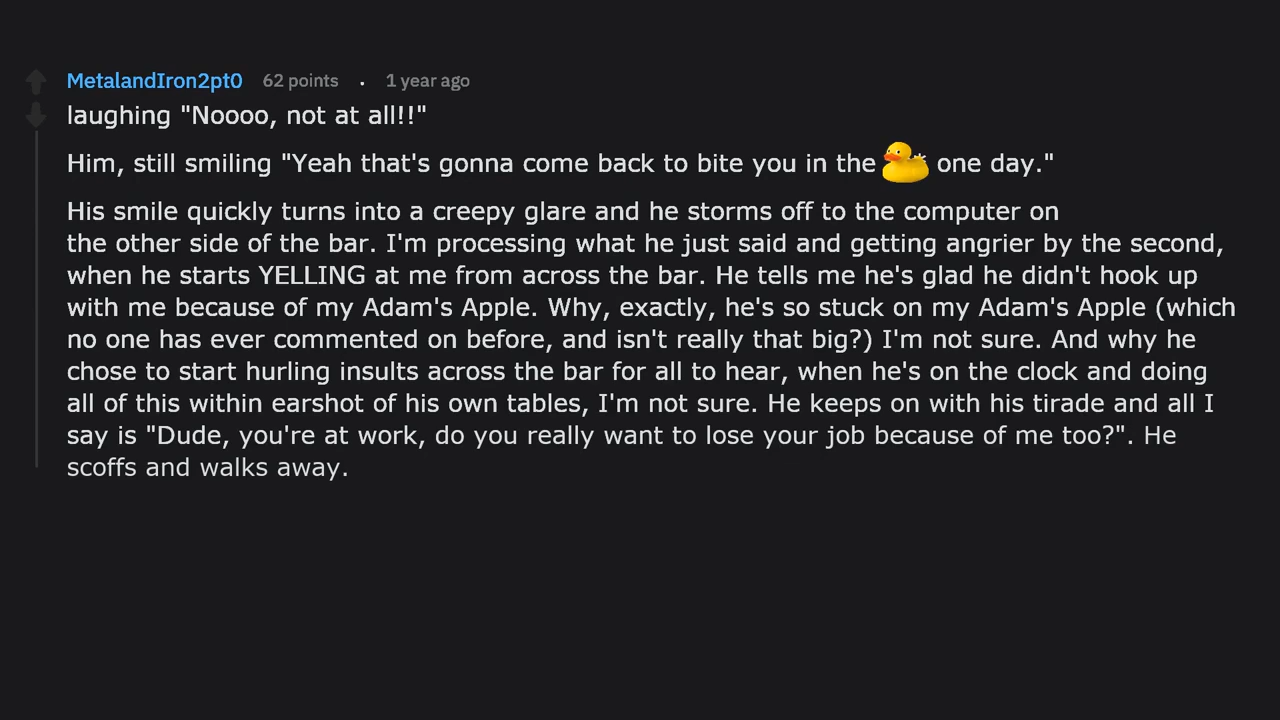 MetalandIron2pt0 62 points . 1 year ago
laughing "Noooo, not at all!!"
Him, still smiling "Yeah that's gonna come back to bite you in the one day."
His smile quickly turns into a creepy glare and he storms off to the computer on
the other side of the bar. I'm processing what he just said and getting angrier by the second,
when he starts YELLING at me from across the bar. He tells me he's glad he didn't hook up
with me because of my Adam's Apple. Why, exactly, he's so stuck on my Adam's Apple (which
no one has ever commented on before, and isn't really that big?) I'm not sure. And why he
chose to start hurling insults across the bar for all to hear, when he's on the clock and doing
all of this within earshot of his own tables, I'm not sure. He keeps on with his tirade and all I
say is "Dude, you're at work, do you really want to lose your job because of me too?". He
scoffs and walks away.